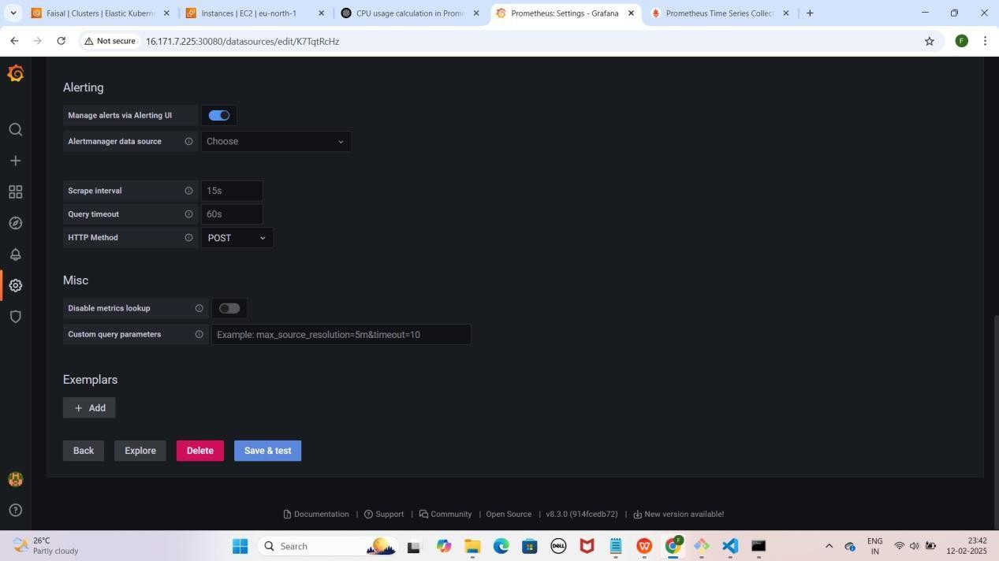 Faisal | Clusters | Elastic Kuberne
Instances | EC2 | eu-north-1
CPU usage calculation in Prome
Prometheus: Settings - Grafana
Prometheus Time Series Collect
Not secure
16.171.7.225:30080/datasources/edit/K7TqtRcHz
F
Alerting
Manage alerts via Alerting UI
Alertmanager data source
Choose
Scrape interval
15s
Query timeout
60s
HTTP Method
POST
Misc
Disable metrics lookup
Custom query parameters
Example: max_source_resolution=5m&timeout=10
Exemplars
+ Add
Back
Explore
Delete
Save & test
Documentation | Support | Community | Open Source | v8.3.0 (914fcedb72) | New version available!
26°C
Partly cloudy
Search
DELL
F
ENG
IN
23:42
12-02-2025